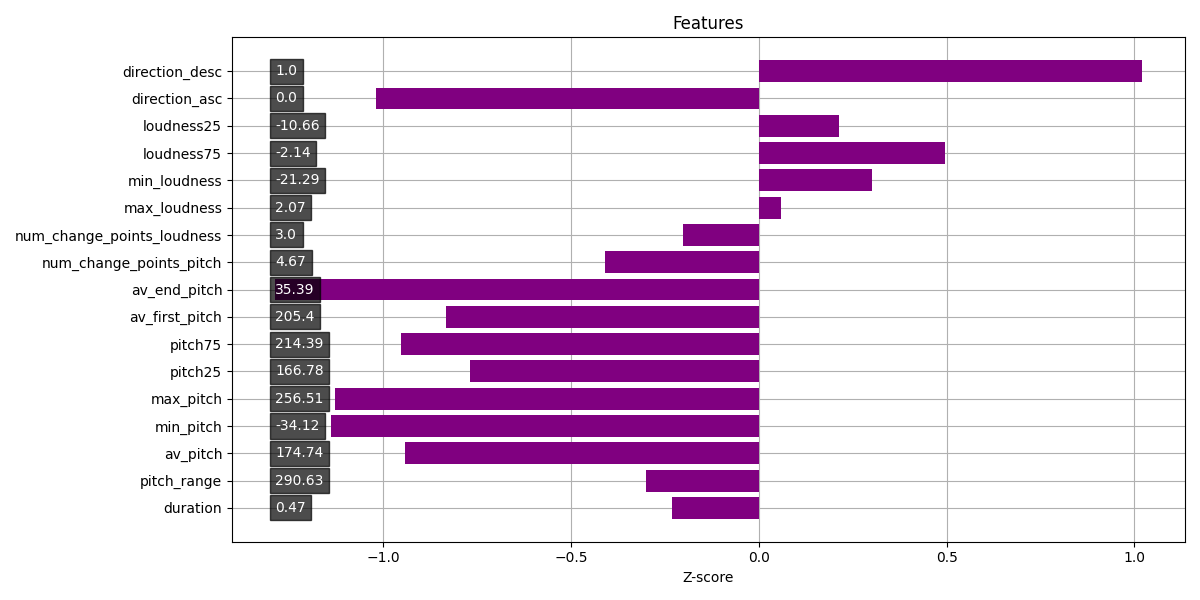 Features
direction_desc 1.0
direction_asc 0.0
loudness25 -10.66
loudness75 -2.14
min_loudness -21.29
max_loudness 2.07
num_change_points_loudness 3.0
num_change_points_pitch 4.67
av_end_pitch 35.39
av_first_pitch 205.4
pitch75 214.39
pitch25 166.78
max_pitch 256.51
min_pitch -34.12
av_pitch 174.74
pitch_range 290.63
duration 0.47
−1.0 −0.5 0.0 0.5 1.0
Z-score